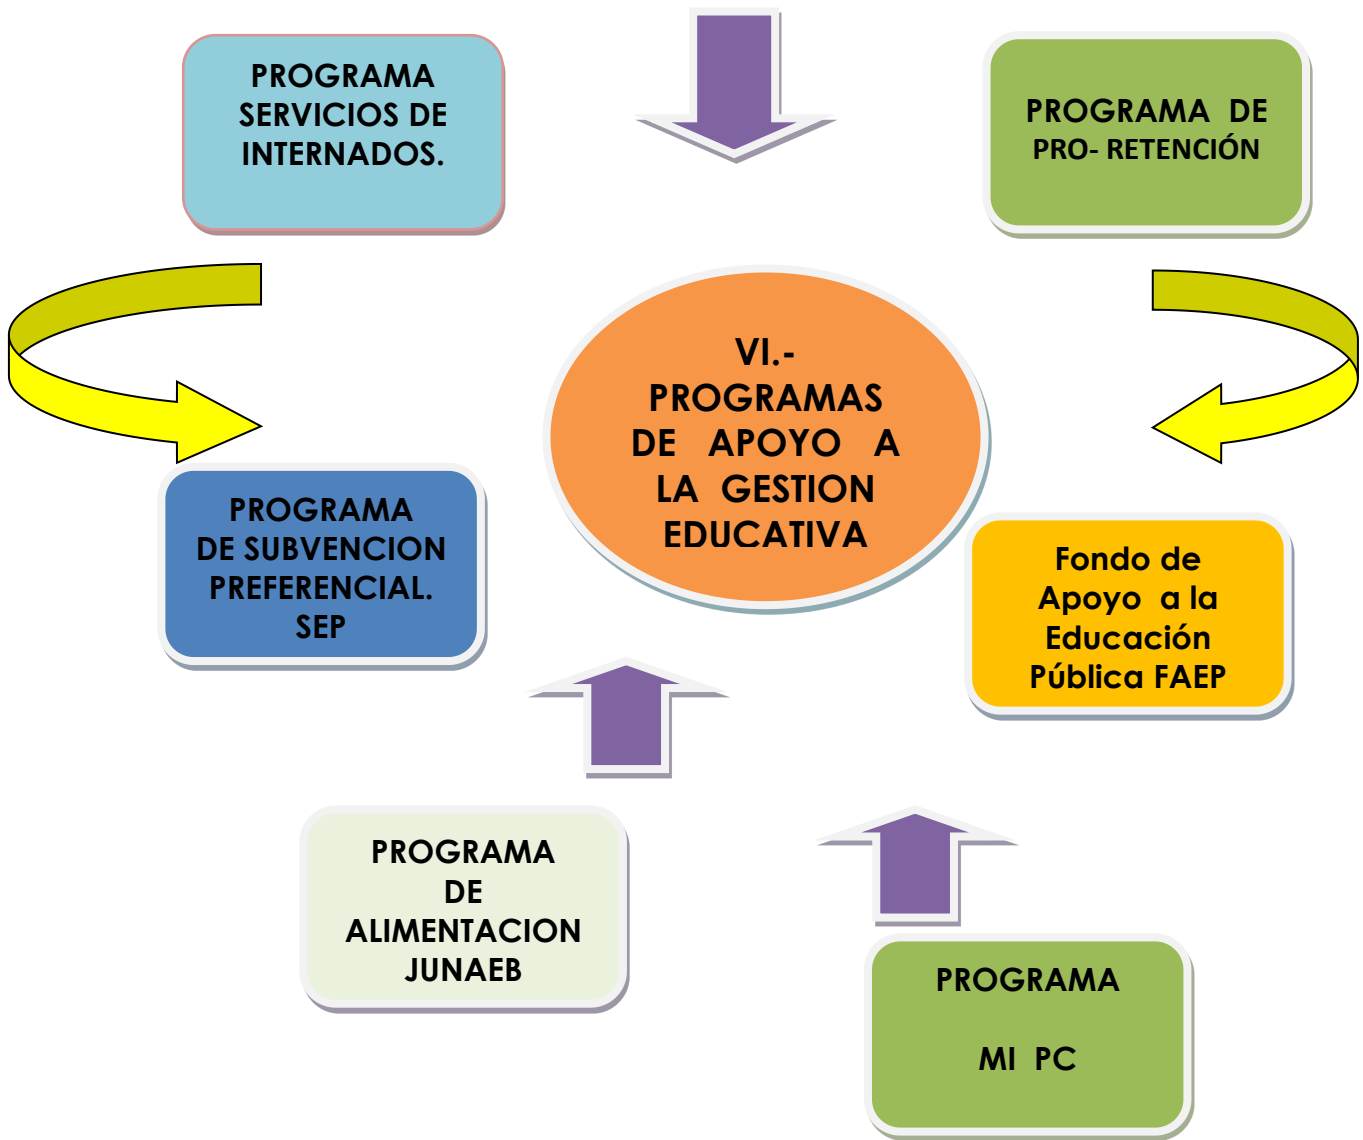 PROGRAMA
SERVICIOS DE
INTERNADOS.
PROGRAMA DE
PRO- RETENCIÓN
VI.-
PROGRAMAS
DE APOYO A
LA GESTION
EDUCATIVA
PROGRAMA
DE SUBVENCION
PREFERENCIAL.
SEP
Fondo de
Apoyo a la
Educación
Pública FAEP
PROGRAMA
DE
ALIMENTACION
JUNAEB
PROGRAMA
MI PC